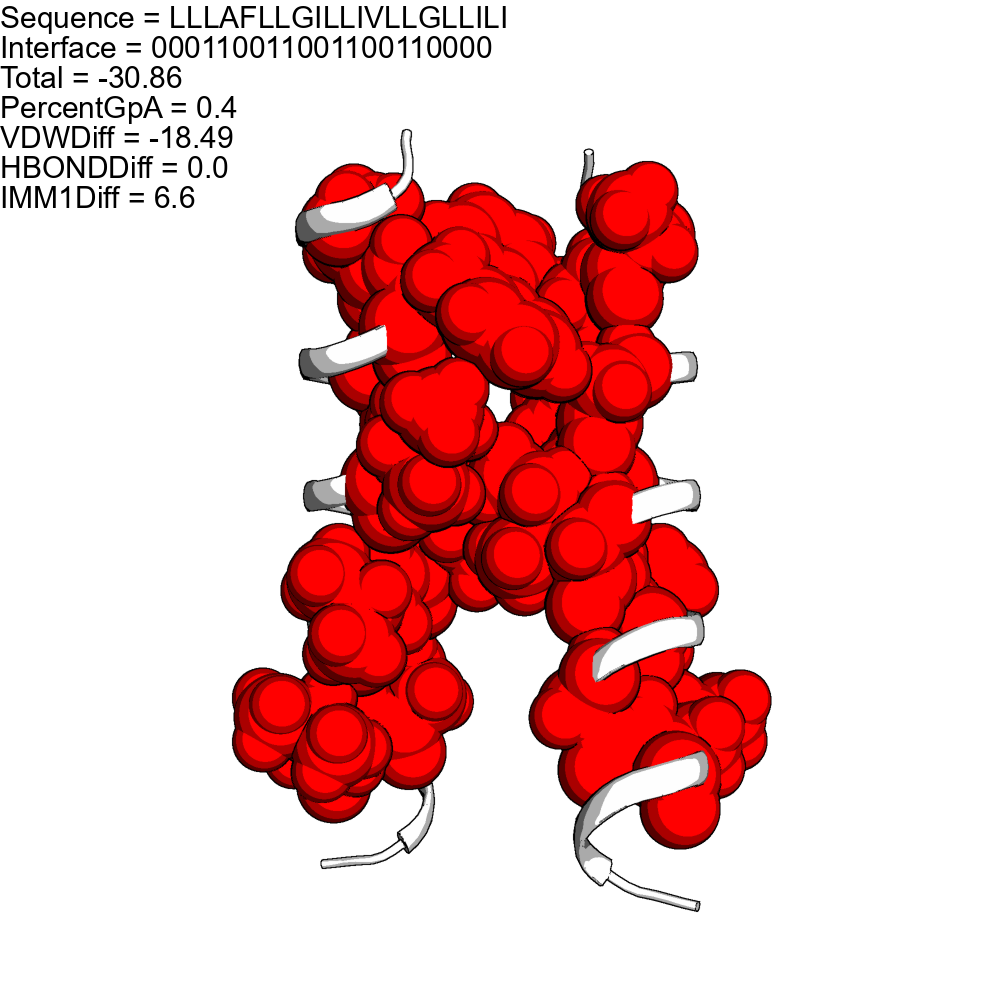 Sequence = LLLAFLLGILLIVLLGLLILI
Interface = 000110011001100110000
Total = -30.86
PercentGpA = 0.4
VDWDiff = -18.49
HBONDDiff = 0.0
IMM1Diff = 6.6